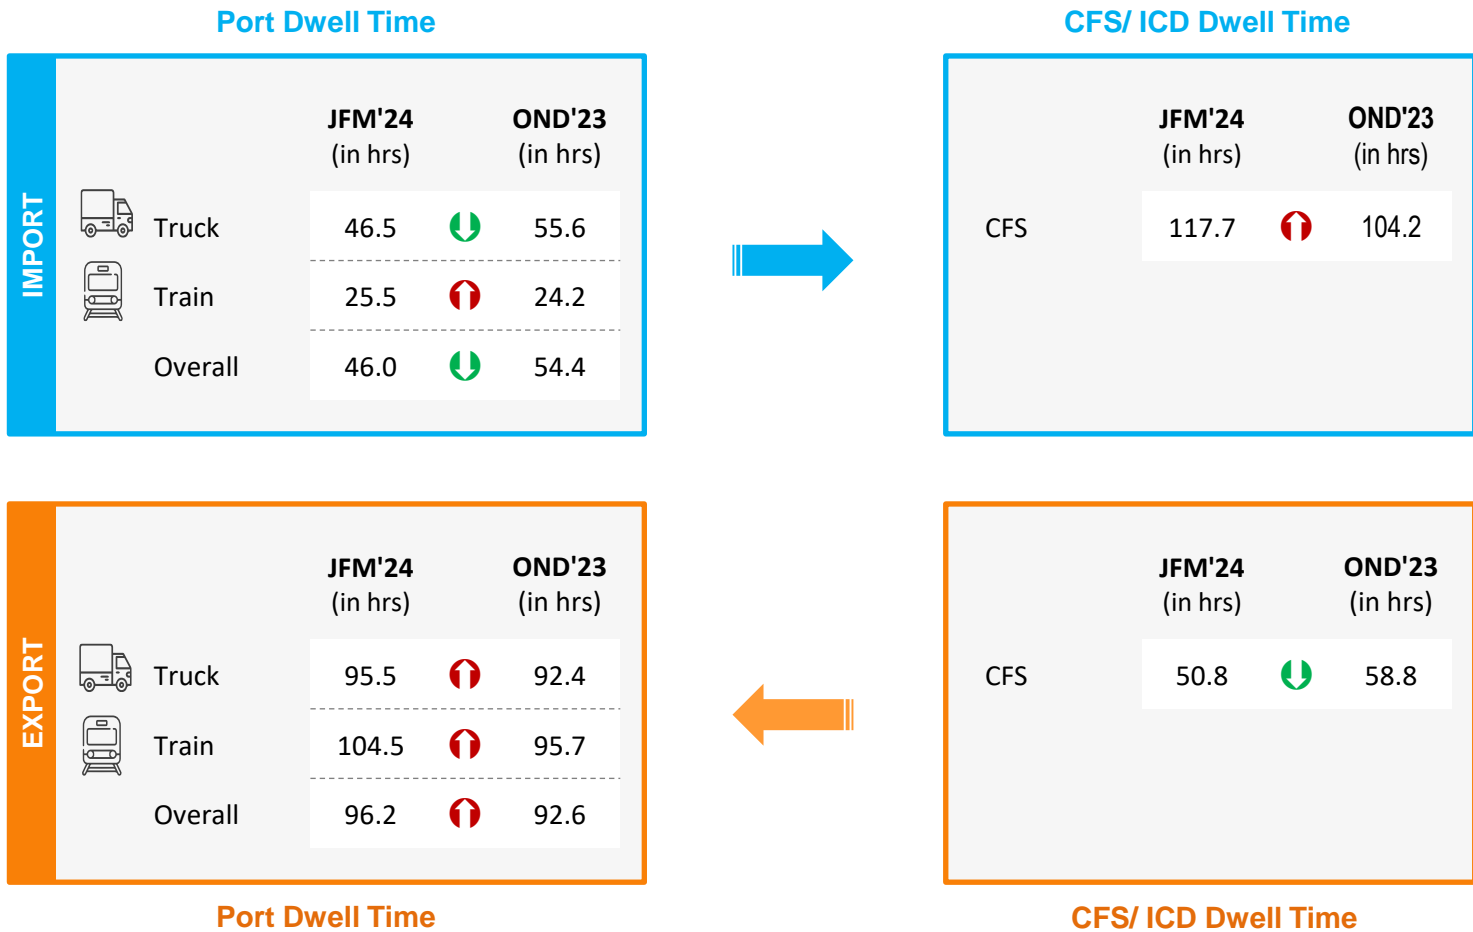 Port Dwell Time
IMPORT
JFM'24 OND'23
(in hrs) (in hrs)
Truck 46.5 55.6
Train 25.5 24.2
Overall 46.0 54.4
CFS/ ICD Dwell Time
JFM'24 OND'23
(in hrs) (in hrs)
CFS 117.7 104.2
EXPORT
JFM'24 OND'23
(in hrs) (in hrs)
Truck 95.5 92.4
Train 104.5 95.7
Overall 96.2 92.6
Port Dwell Time
JFM'24 OND'23
(in hrs) (in hrs)
CFS 50.8 58.8
CFS/ ICD Dwell Time